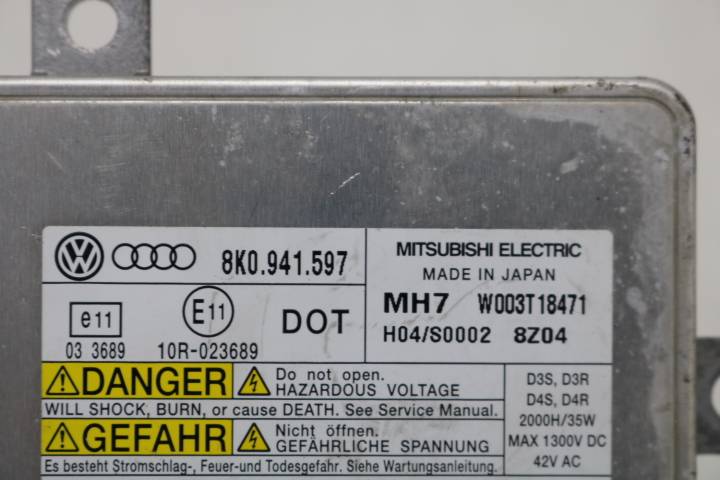 8K0.941.597
MITSUBISHI ELECTRIC
MADE IN JAPAN
MH7 W003T18471
H04/S0002 8Z04
e11
E11
DOT
03 3689
10R-023689
DANGER
Do not open.
HAZARDOUS VOLTAGE
WILL SHOCK, BURN, or cause DEATH. See Service Manual.
GEFAHR
Nicht öffnen.
GEFÄHRLICHE SPANNUNG
Es besteht Stromschlag-, Feuer-und Todesgefahr. Siehe Wartungsanleitung.
D3S, D3R
D4S, D4R
2000H/35W
MAX 1300V DC
42V AC